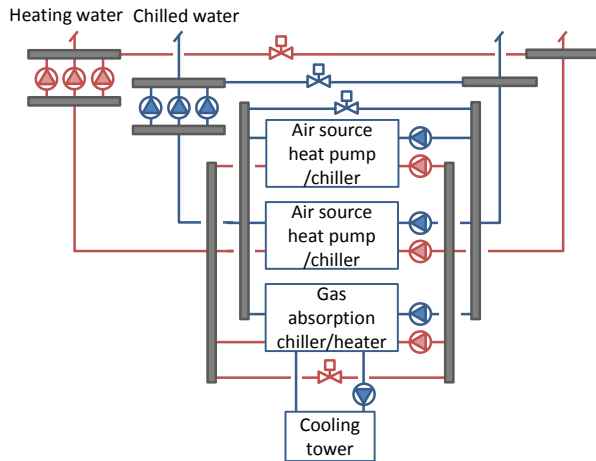 Heating water Chilled water
Air source
heat pump
/chiller
Air source
heat pump
/chiller
Gas
absorption
chiller/heater
Cooling
tower